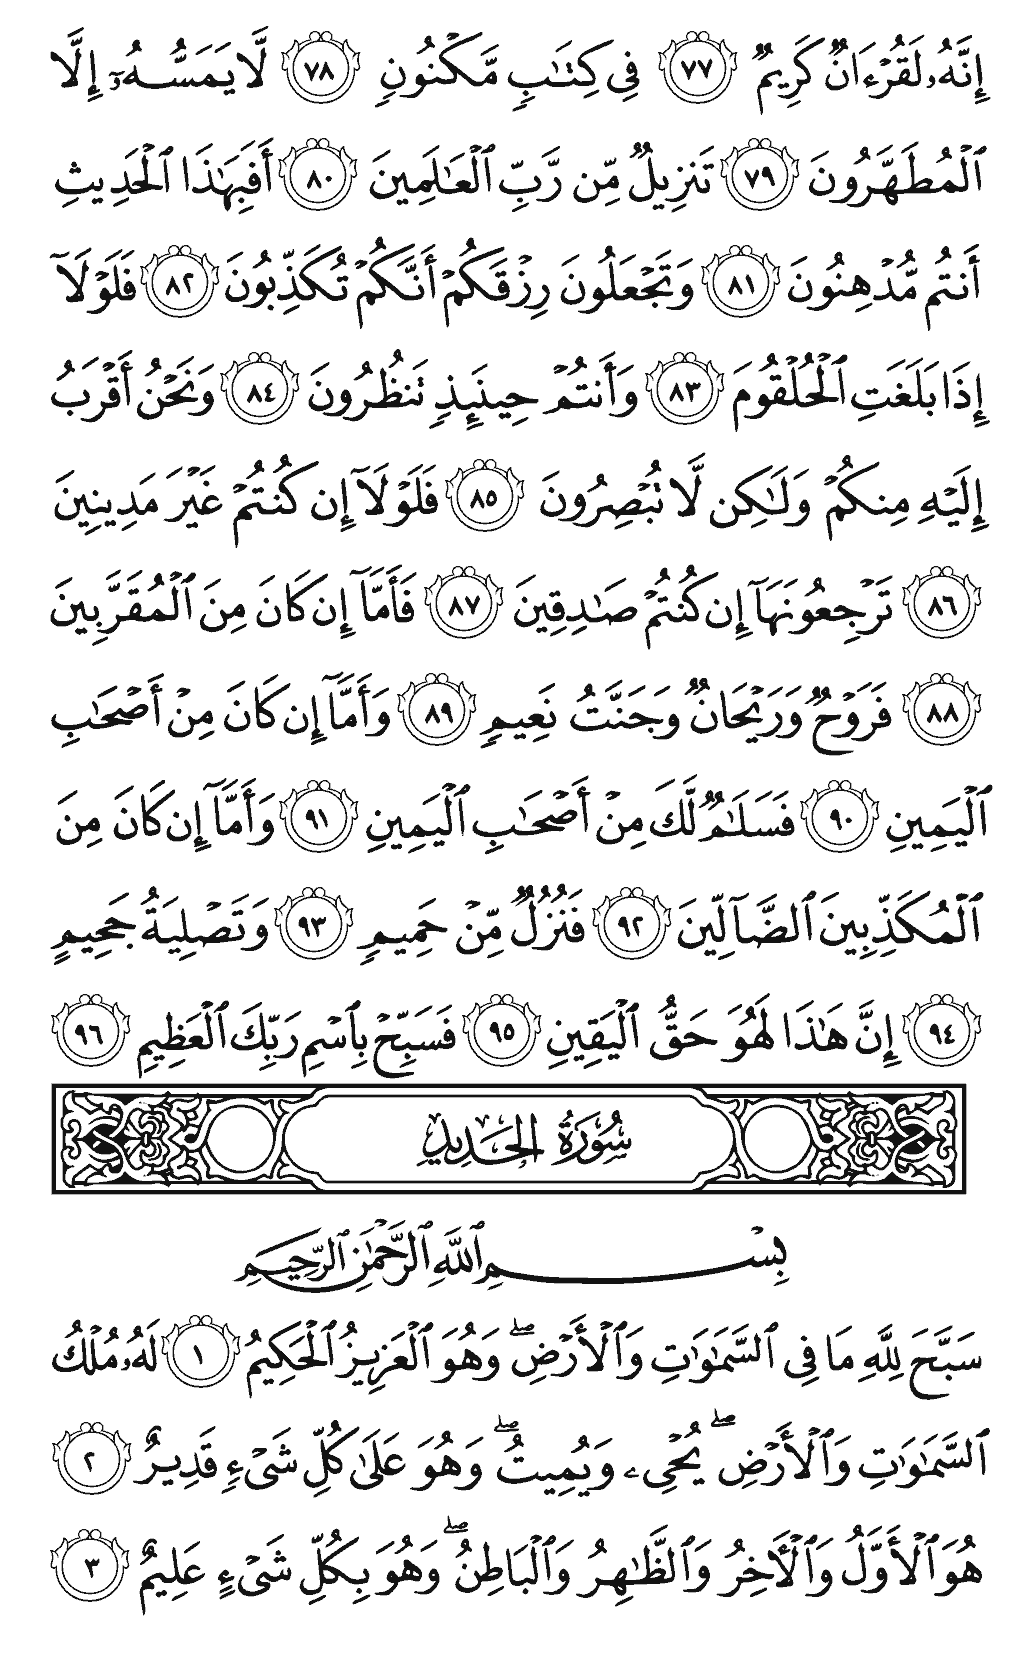 إِنَّهُۥ لَقُرْءَانٌ كَرِيمٌ ٧٧ فِى كِتَٰبٍ مَّكْنُونٍ ٧٨ لَّا يَمَسُّهُۥٓ إِلَّا
ٱلْمُطَهَّرُونَ ٧٩ تَنزِيلٌ مِّن رَّبِّ ٱلْعَٰلَمِينَ ٨٠ أَفَبِهَٰذَا ٱلْحَدِيثِ
أَنتُم مُّدْهِنُونَ ٨١ وَتَجْعَلُونَ رِزْقَكُمْ أَنَّكُمْ تُكَذِّبُونَ ٨٢ فَلَوْلَآ
إِذَا بَلَغَتِ ٱلْحُلْقُومَ ٨٣ وَأَنتُمْ حِينَئِذٍ تَنظُرُونَ ٨٤ وَنَحْنُ أَقْرَبُ
إِلَيْهِ مِنكُمْ وَلَٰكِن لَّا تُبْصِرُونَ ٨٥ فَلَوْلَآ إِن كُنتُمْ غَيْرَ مَدِينِينَ
٨٦ تَرْجِعُونَهَآ إِن كُنتُمْ صَٰدِقِينَ ٨٧ فَأَمَّآ إِن كَانَ مِنَ ٱلْمُقَرَّبِينَ
٨٨ فَرَوْحٌ وَرَيْحَانٌ وَجَنَّتُ نَعِيمٍ ٨٩ وَأَمَّآ إِن كَانَ مِنْ أَصْحَٰبِ
ٱلْيَمِينِ ٩٠ فَسَلَٰمٌ لَّكَ مِنْ أَصْحَٰبِ ٱلْيَمِينِ ٩١ وَأَمَّآ إِن كَانَ مِنَ
ٱلْمُكَذِّبِينَ ٱلضَّآلِّينَ ٩٢ فَنُزُلٌ مِّنْ حَمِيمٍ ٩٣ وَتَصْلِيَةُ جَحِيمٍ
٩٤ إِنَّ هَٰذَا لَهُوَ حَقُّ ٱلْيَقِينِ ٩٥ فَسَبِّحْ بِٱسْمِ رَبِّكَ ٱلْعَظِيمِ ٩٦
سُورَةُ الحَدِيدِ
بِسْمِ ٱللَّهِ ٱلرَّحْمَٰنِ ٱلرَّحِيمِ
سَبَّحَ لِلَّهِ مَا فِى ٱلسَّمَٰوَٰتِ وَٱلْأَرْضِ ۖ وَهُوَ ٱلْعَزِيزُ ٱلْحَكِيمُ ١ لَهُۥ مُلْكُ
ٱلسَّمَٰوَٰتِ وَٱلْأَرْضِ ۖ يُحْىِۦ وَيُمِيتُ ۖ وَهُوَ عَلَىٰ كُلِّ شَىْءٍ قَدِيرٌ ٢
هُوَ ٱلْأَوَّلُ وَٱلْأٓخِرُ وَٱلظَّٰهِرُ وَٱلْبَاطِنُ ۖ وَهُوَ بِكُلِّ شَىْءٍ عَلِيمٌ ٣